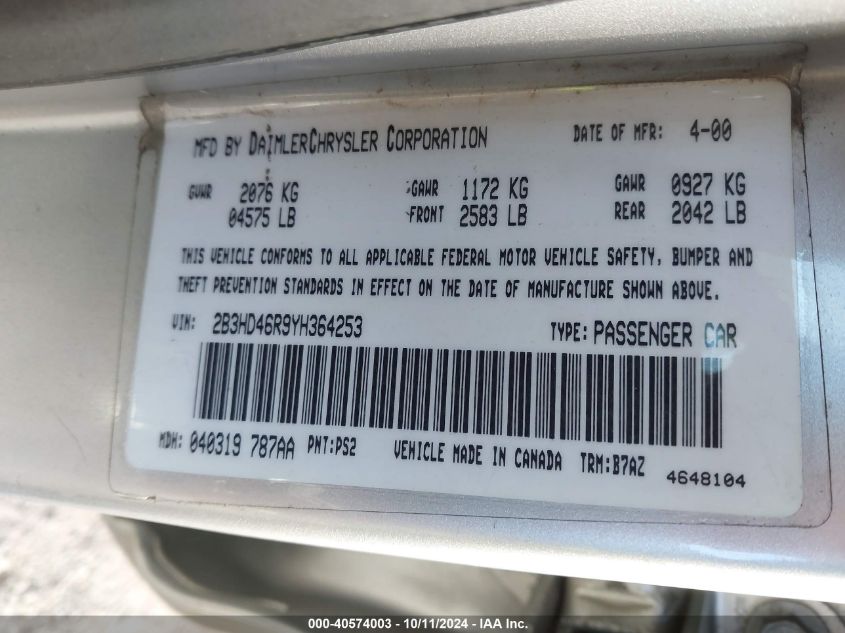 MFD BY DAIMLERCHRYSLER CORPORATION DATE OF MFR: 4-00
GVWR 2076 KG GAWR 1172 KG GAWR 0927 KG
04575 LB FRONT 2583 LB REAR 2042 LB
THIS VEHICLE CONFORMS TO ALL APPLICABLE FEDERAL MOTOR VEHICLE SAFETY, BUMPER AND
THEFT PREVENTION STANDARDS IN EFFECT ON THE DATE OF MANUFACTURE SHOWN ABOVE.
VIN: 2B3HD46R9YH364253 TYPE: PASSENGER CAR
MDH: 040319 787AA PNT:PS2 VEHICLE MADE IN CANADA TRM:B7AZ
4648104
000-40574003 - 10/11/2024 - IAA Inc.